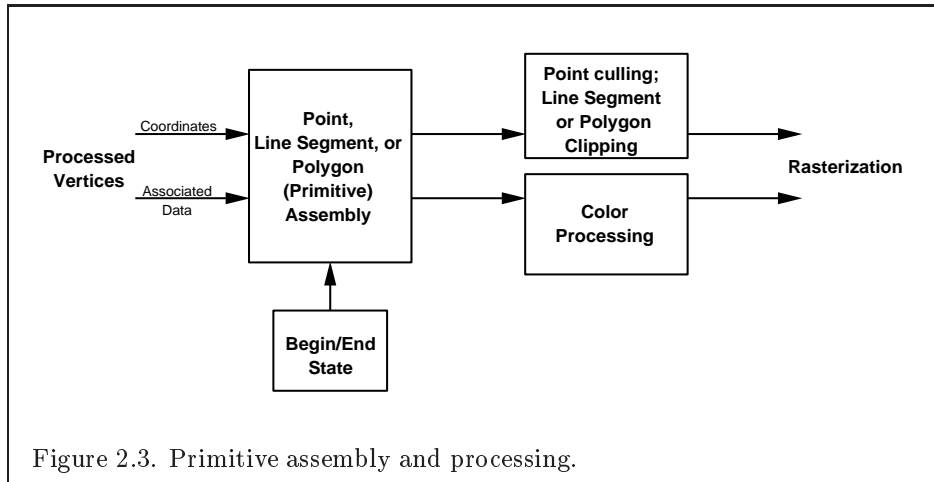 Coordinates
Processed
Vertices
Associated
Data
Point,
Line Segment, or
Polygon
(Primitive)
Assembly
Begin/End
State
Point culling;
Line Segment
or Polygon
Clipping
Color
Processing
Rasterization
Figure 2.3. Primitive assembly and processing.